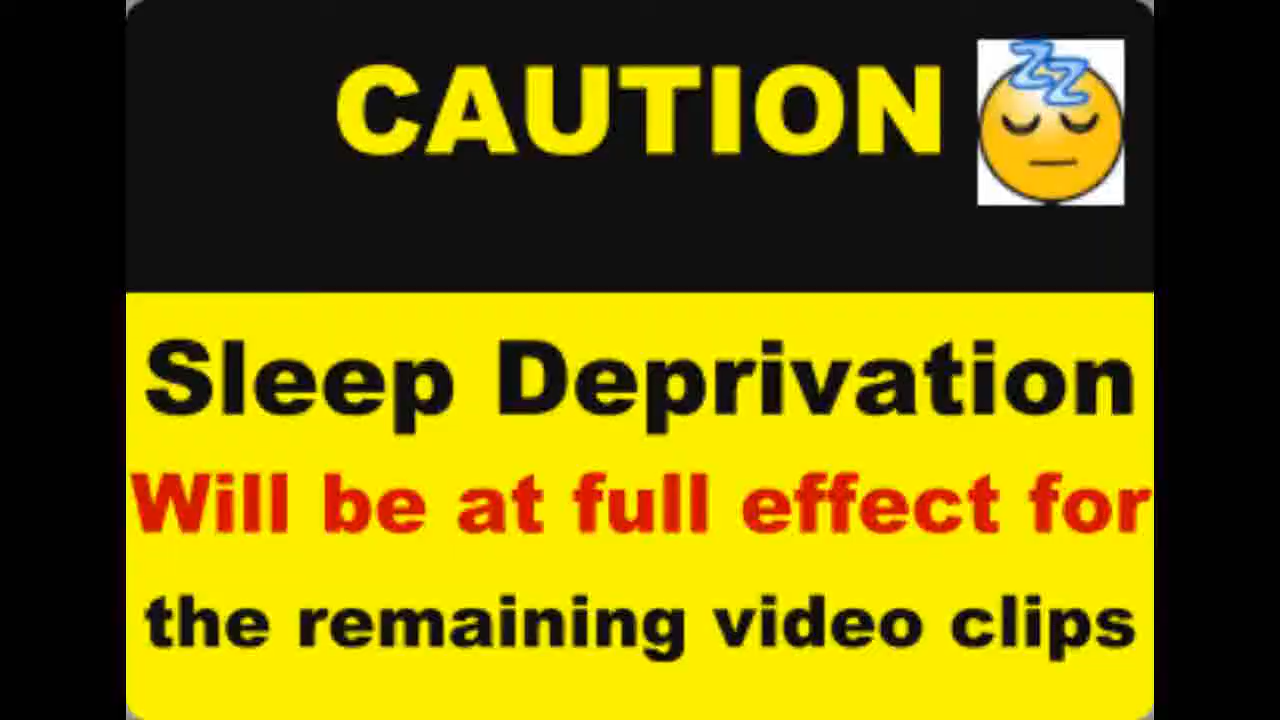 CAUTION
Sleep Deprivation
Will be at full effect for
the remaining video clips